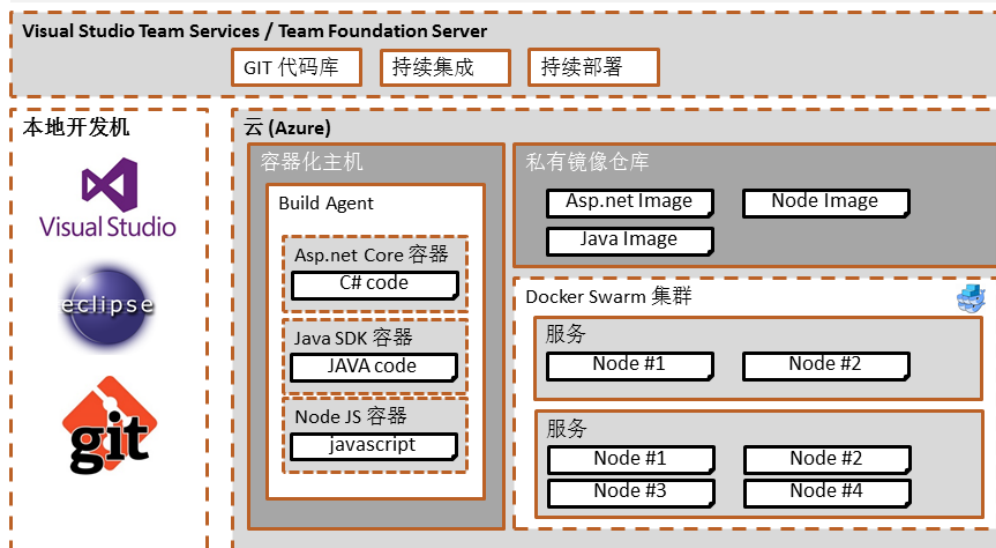 Visual Studio Team Services / Team Foundation Server
GIT 代码库
持续集成
持续部署
本地开发机
Visual Studio
eclipse
git
云 (Azure)
容器化主机
Build Agent
Asp.net Core 容器
C# code
Java SDK 容器
JAVA code
Node JS 容器
javascript
私有镜像仓库
Asp.net Image
Node Image
Java Image
Docker Swarm 集群
服务
Node #1
Node #2
服务
Node #1
Node #2
Node #3
Node #4